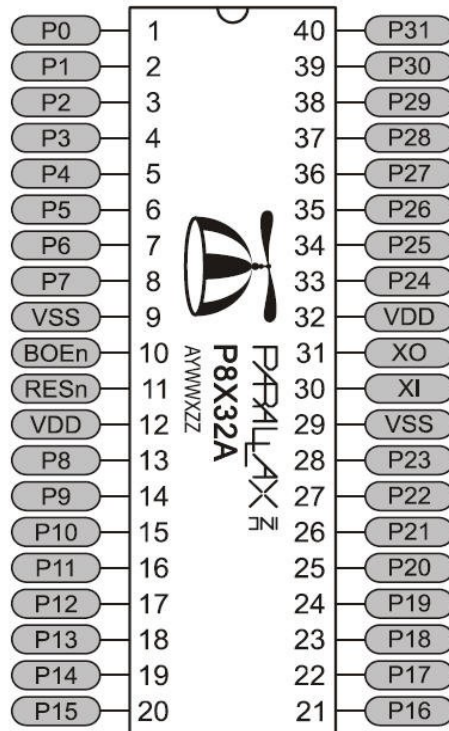 P0 1 40 P31
P1 2 39 P30
P2 3 38 P29
P3 4 37 P28
P4 5 36 P27
P5 6 35 P26
P6 7 34 P25
P7 8 33 P24
VSS 9 32 VDD
BOEn 10 31 XO
RESn 11 30 XI
VDD 12 29 VSS
P8 13 28 P23
P9 14 27 P22
P10 15 26 P21
P11 16 25 P20
P12 17 24 P19
P13 18 23 P18
P14 19 22 P17
P15 20 21 P16
PARALLAX
P8X32A
AYWWXZZ